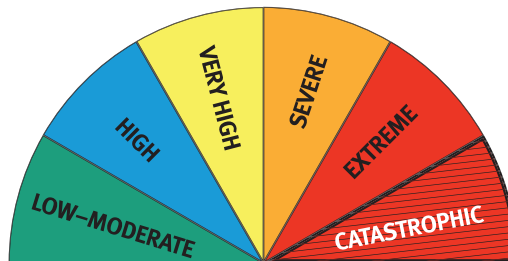 LOW–MODERATE
HIGH
VERY HIGH
SEVERE
EXTREME
CATASTROPHIC